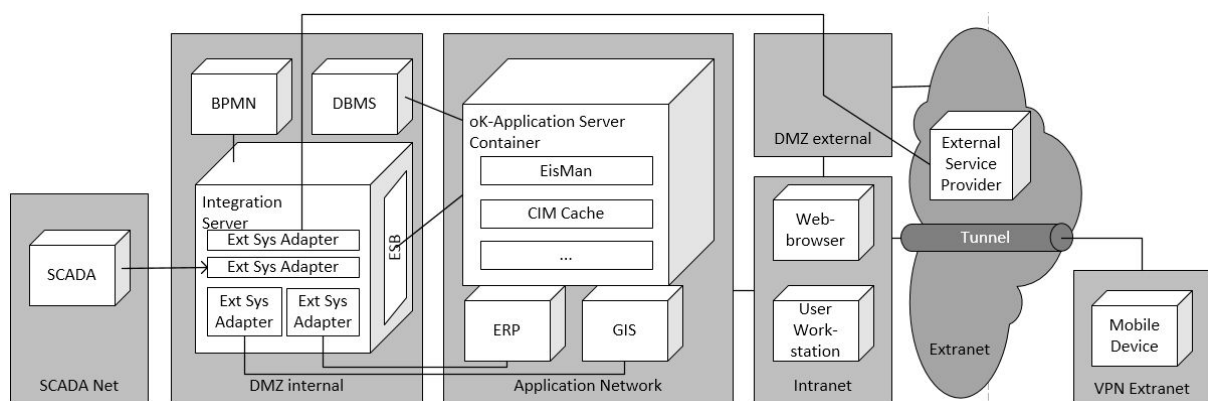 SCADA
SCADA Net
BPMN
DBMS
Integration
Server
Ext Sys Adapter
Ext Sys Adapter
Ext Sys
Adapter
Ext Sys
Adapter
ESB
DMZ internal
oK-Application Server
Container
EisMan
CIM Cache
...
ERP
GIS
Application Network
DMZ external
Web-
browser
User
Work-
station
Intranet
External
Service
Provider
Tunnel
Extranet
Mobile
Device
VPN Extranet